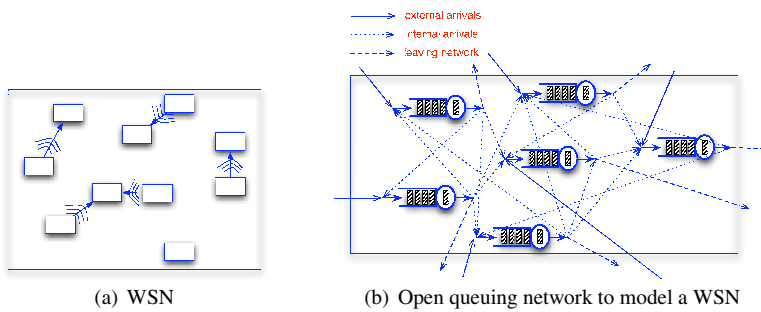 external arrivals
internal arrivals
leaving network
(a) WSN
(b) Open queuing network to model a WSN